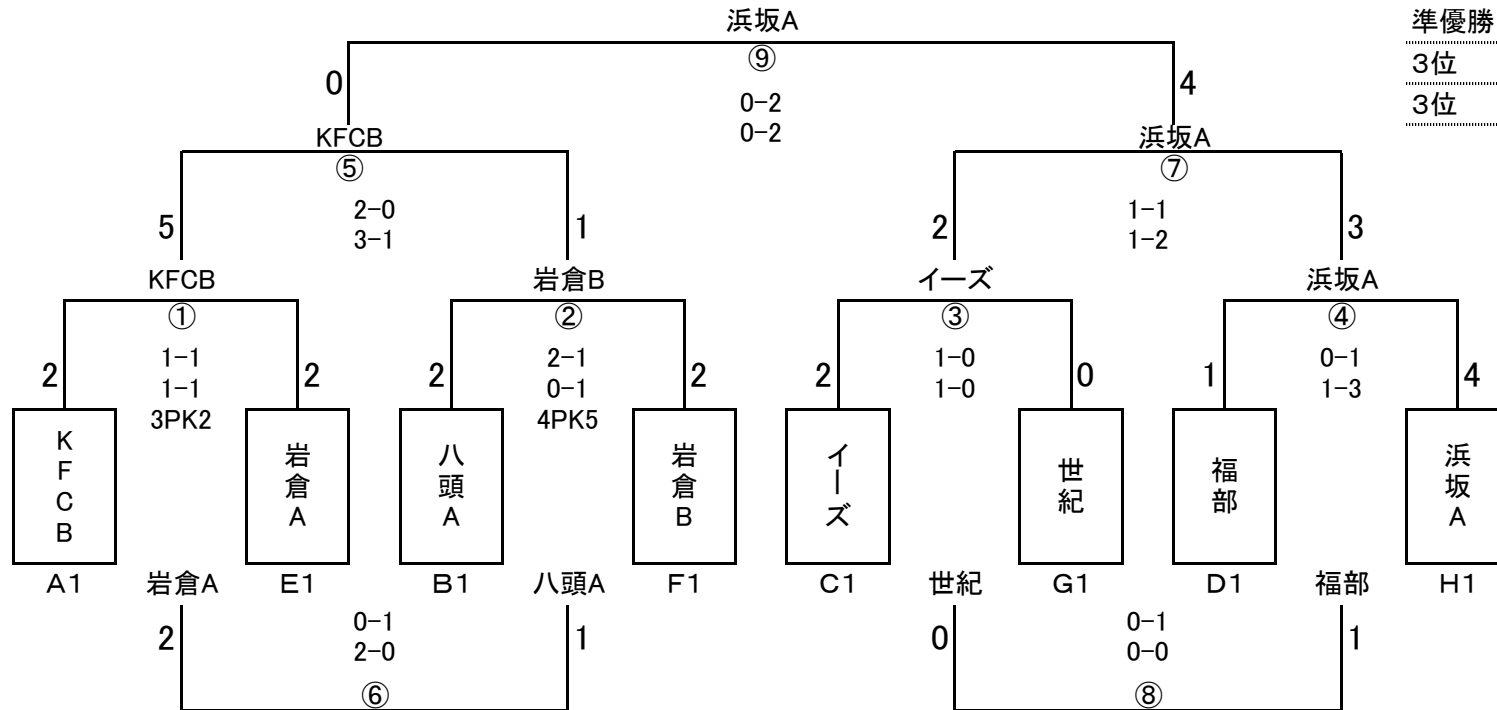 浜坂A
準優勝
⑨
3位
0
4
0-2
3位
0-2
KFCB
浜坂A
⑤
⑦
2-0
1-1
5
1
2
3
3-1
1-2
KFCB
岩倉B
イーズ
浜坂A
①
②
③
④
1-1
2-1
1-0
0-1
2
2
2
2
2
0
1
4
1-1
0-1
1-0
1-3
3PK2
4PK5
KFCB
岩倉A
八頭A
岩倉B
イーズ
世紀
福部
浜坂A
A1
岩倉A
E1
B1
八頭A
F1
C1
世紀
G1
D1
福部
H1
0-1
0-1
2
1
0
1
2-0
0-0
⑥
⑧